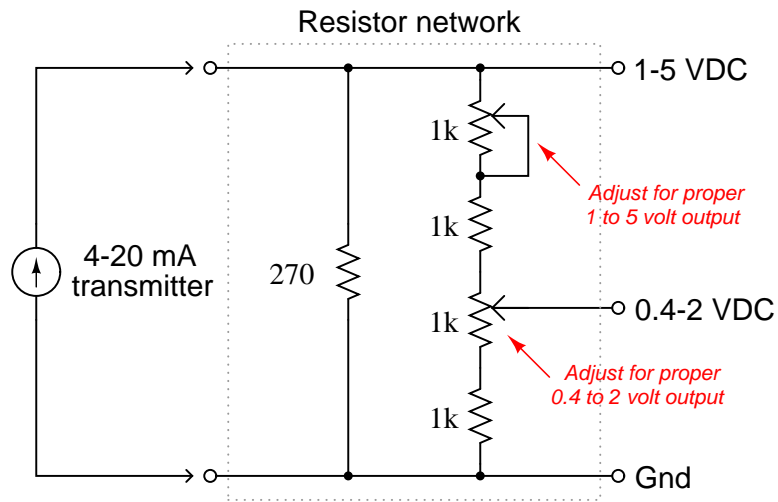 Resistor network
1-5 VDC
1k
Adjust for proper
1 to 5 volt output
1k
4-20 mA
transmitter
270
1k
0.4-2 VDC
Adjust for proper
0.4 to 2 volt output
1k
Gnd